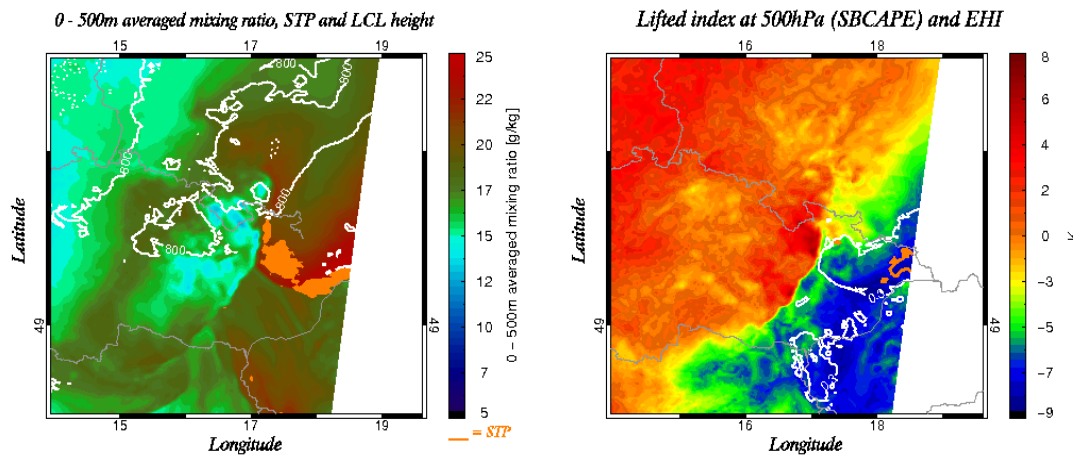 0 - 500m averaged mixing ratio, STP and LCL height
15 17 19
800
800
800
800
800
Latitude
49
49
15 17 19
Longitude
25
22
20
17
15
12
10
7
5
0 - 500m averaged mixing ratio [g/kg]
= STP
Lifted index at 500hPa (SBCAPE) and EHI
16 18
Latitude
49
49
16 18
Longitude
8
6
4
2
0
-3
-5
-7
-9
K